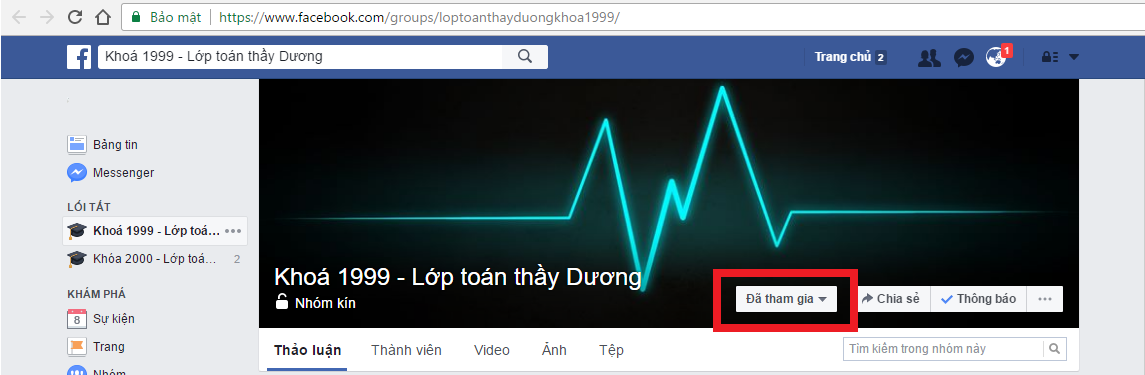 Bảo mật https://www.facebook.com/groups/loptoanthayduongkhoa1999/
f Khoá 1999 - Lớp toán thầy Dương Trang chủ 2 1
Bảng tin
Messenger
LỐI TẮT
Khoá 1999 - Lớp toá…
Khóa 2000 - Lớp toá… 2
KHÁM PHÁ
8 Sự kiện
Trang
Nhóm
Khoá 1999 - Lớp toán thầy Dương
Nhóm kín
Đã tham gia Chia sẻ Thông báo
Thảo luận Thành viên Video Ảnh Tệp Tìm kiếm trong nhóm này